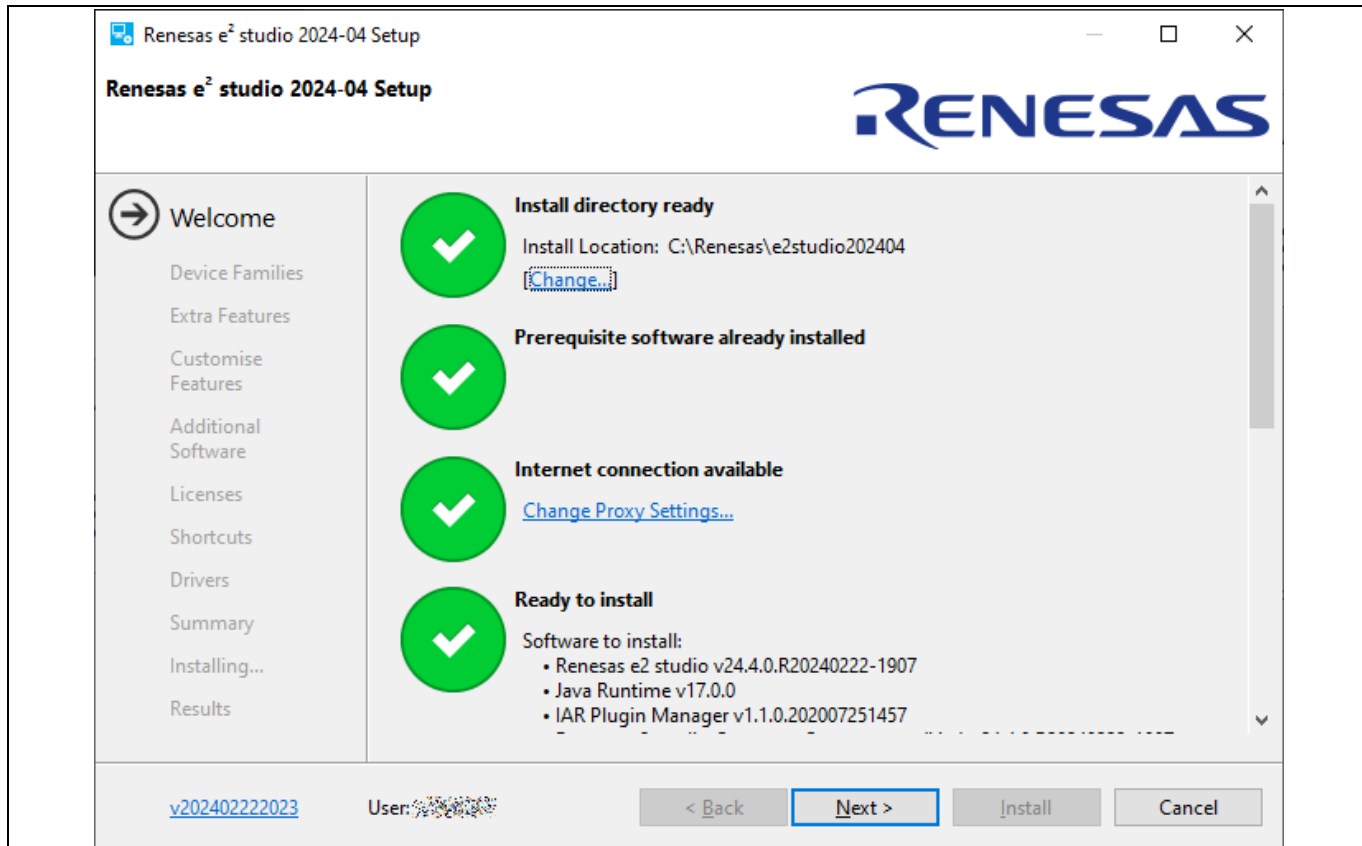 Renesas e² studio 2024-04 Setup
Renesas e² studio 2024-04 Setup
RENESAS
Welcome
Device Families
Extra Features
Customise
Features
Additional
Software
Licenses
Shortcuts
Drivers
Summary
Installing...
Results
Install directory ready
Install Location: C:\Renesas\e2studio202404
[Change...]
Prerequisite software already installed
Internet connection available
Change Proxy Settings...
Ready to install
Software to install:
• Renesas e2 studio v24.4.0.R20240222-1907
• Java Runtime v17.0.0
• IAR Plugin Manager v1.1.0.202007251457
v202402222023
User:
< Back
Next >
Install
Cancel